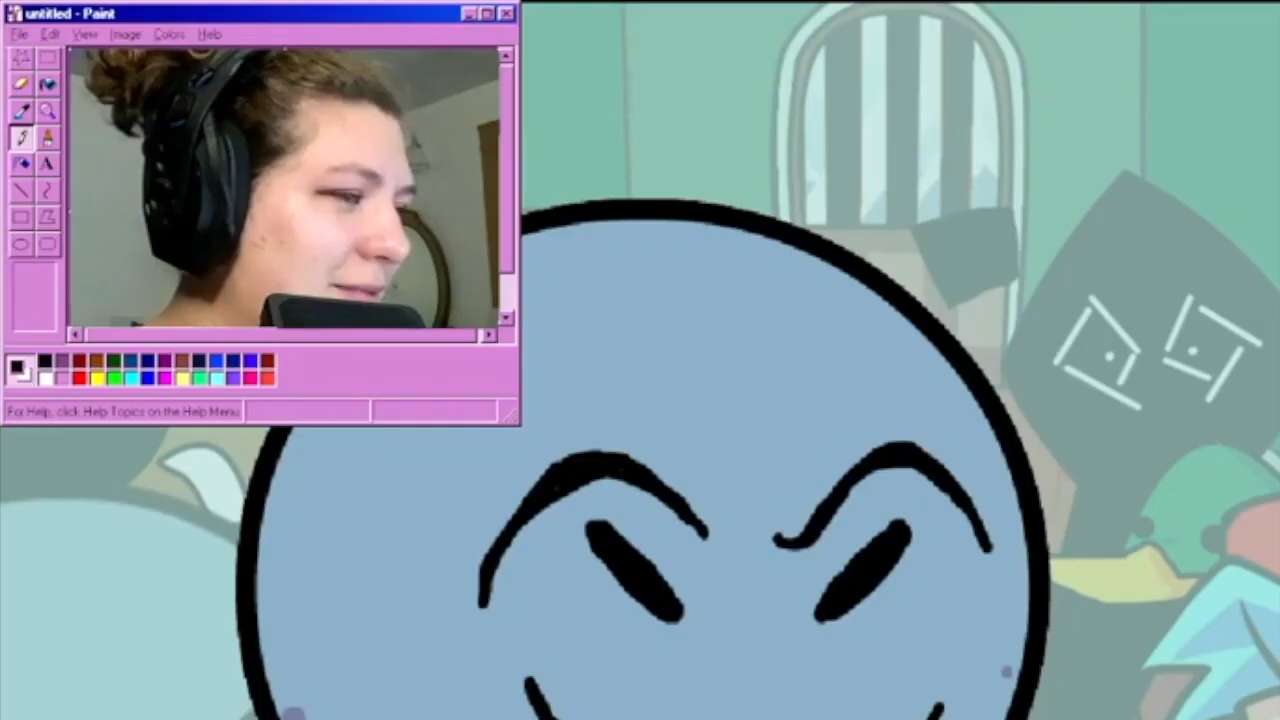 untitled - Paint
File Edit View Image Colors Help
A
For Help, click Help Topics on the Help Menu.